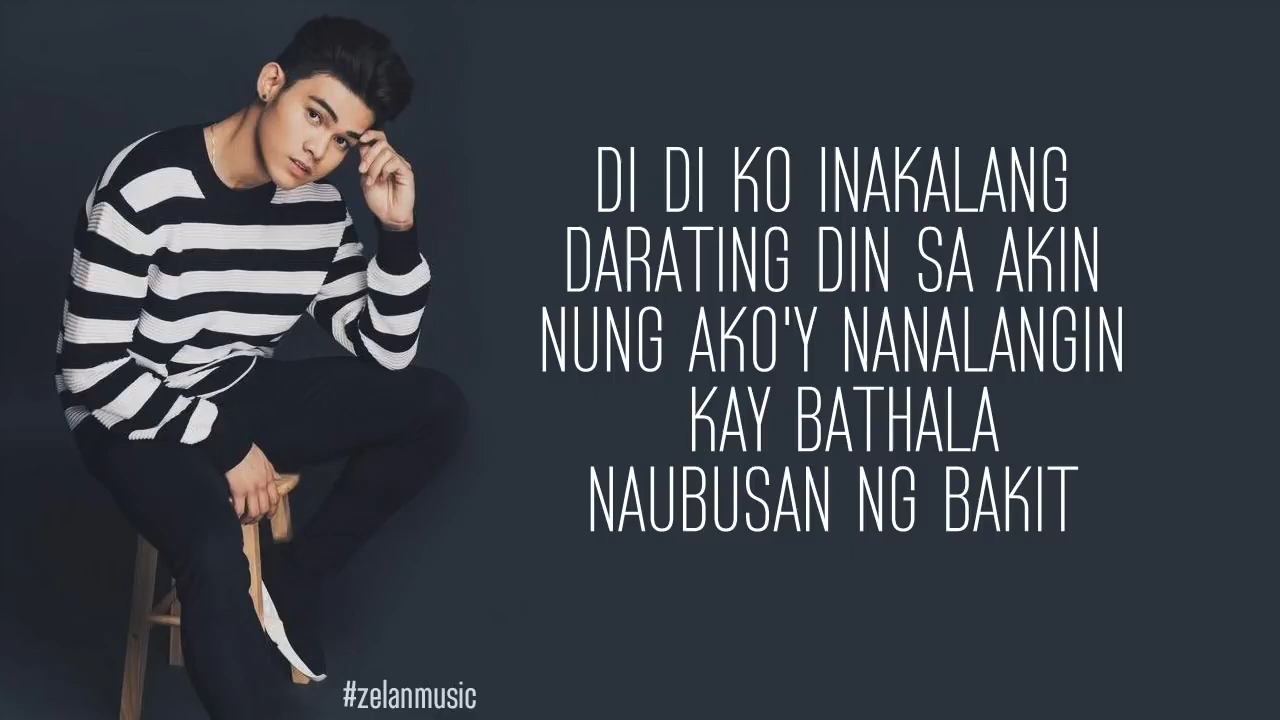 DI DI KO INAKALANG
DARATING DIN SA AKIN
NUNG AKO'Y NANALANGIN
KAY BATHALA
NAUBUSAN NG BAKIT
#zelanmusic